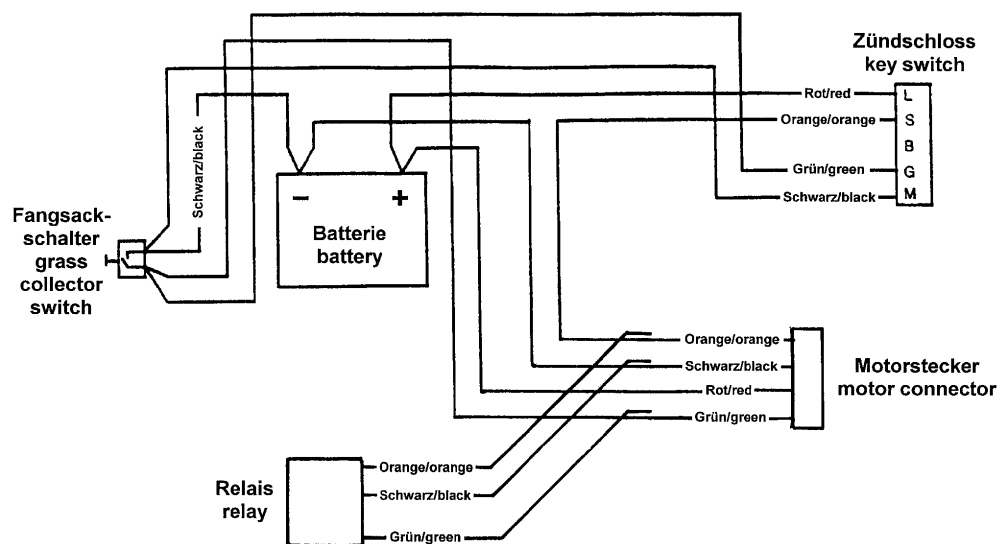 Zündschloss
key switch
Rot/red
L
Orange/orange
S
B
Grün/green
G
Schwarz/black
M
Schwarz/black
Fangsack-
schalter
grass
collector
switch
– +
Batterie
battery
Orange/orange
Schwarz/black
Rot/red
Grün/green
Motorstecker
motor connector
Relais
relay
Orange/orange
Schwarz/black
Grün/green